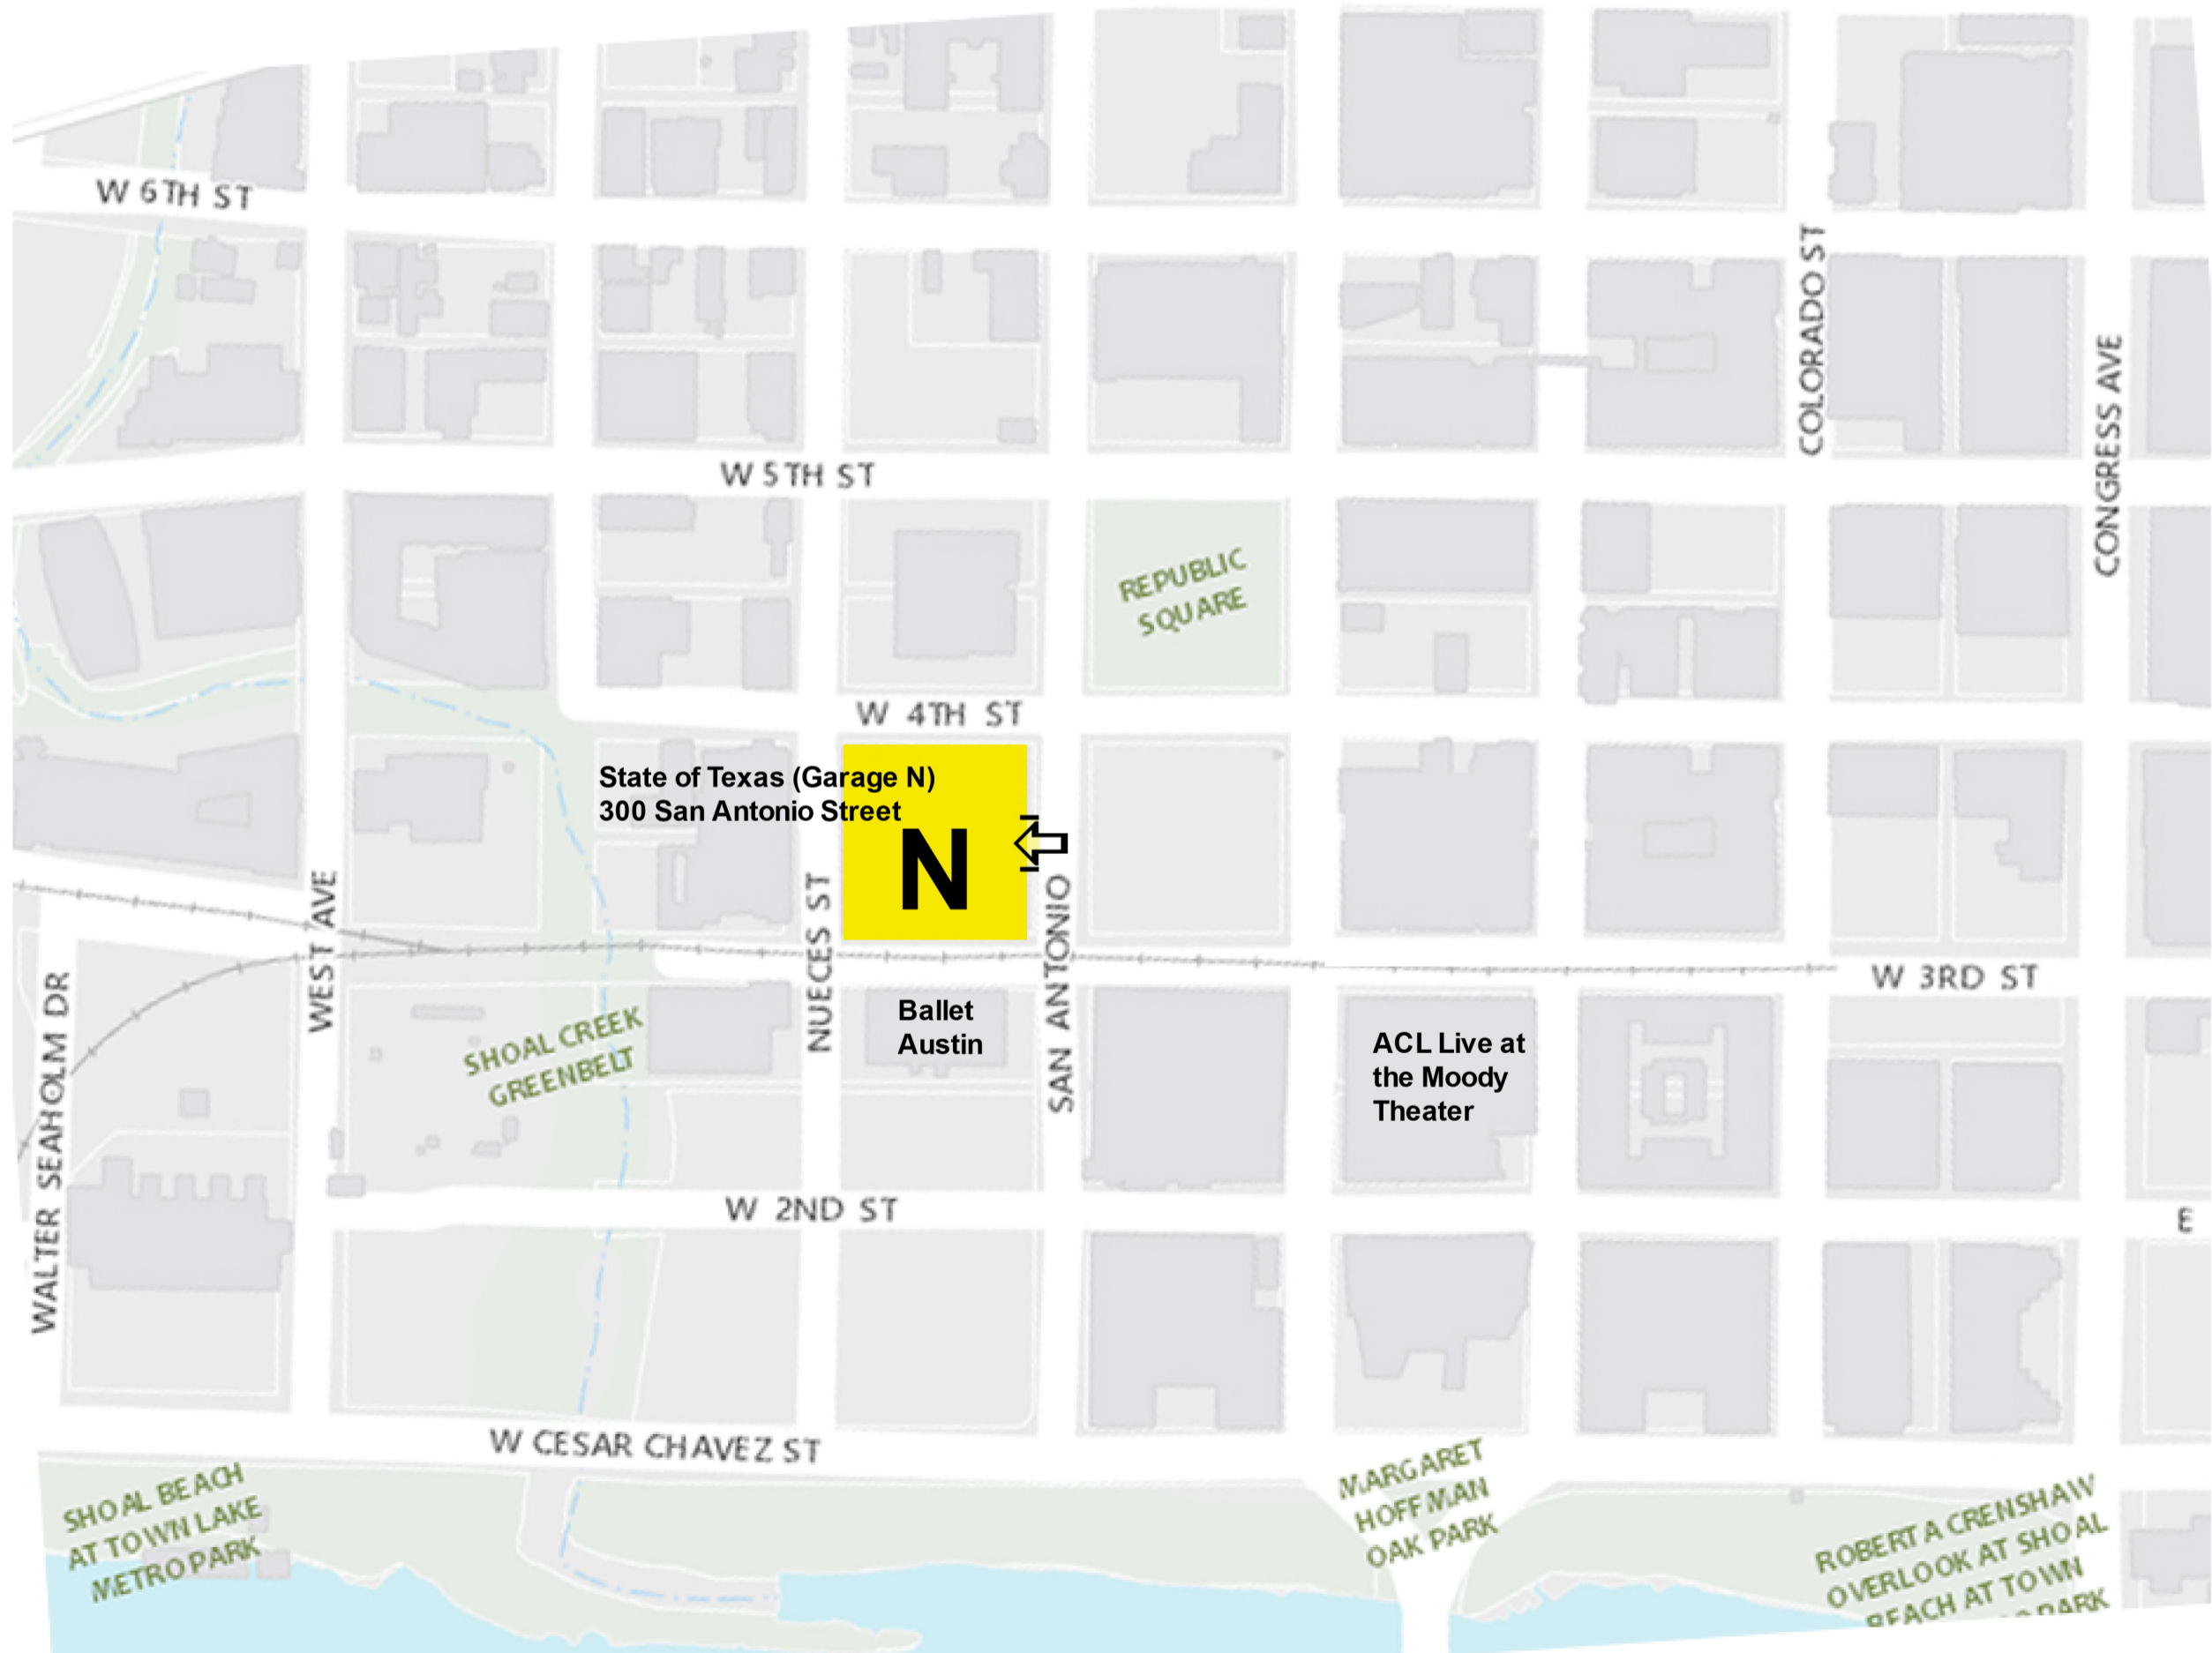 W 6TH ST
COLORADO ST
CONGRESS AVE
W 5TH ST
REPUBLIC
SQUARE
W 4TH ST
State of Texas (Garage N)
300 San Antonio Street
N
WEST AVE
NUECES ST
SAN ANTONIO
W 3RD ST
WALTER SEAHOLM DR
SHOAL CREEK
GREENBELT
Ballet
Austin
ACL Live at
the Moody
Theater
W 2ND ST
E
W CESAR CHAVEZ ST
SHOAL BEACH
AT TOWN LAKE
METRO PARK
MARGARET
HOFFMAN
OAK PARK
ROBERT A CRENSHAW
OVERLOOK AT SHOAL
BEACH AT TOWN
PARK